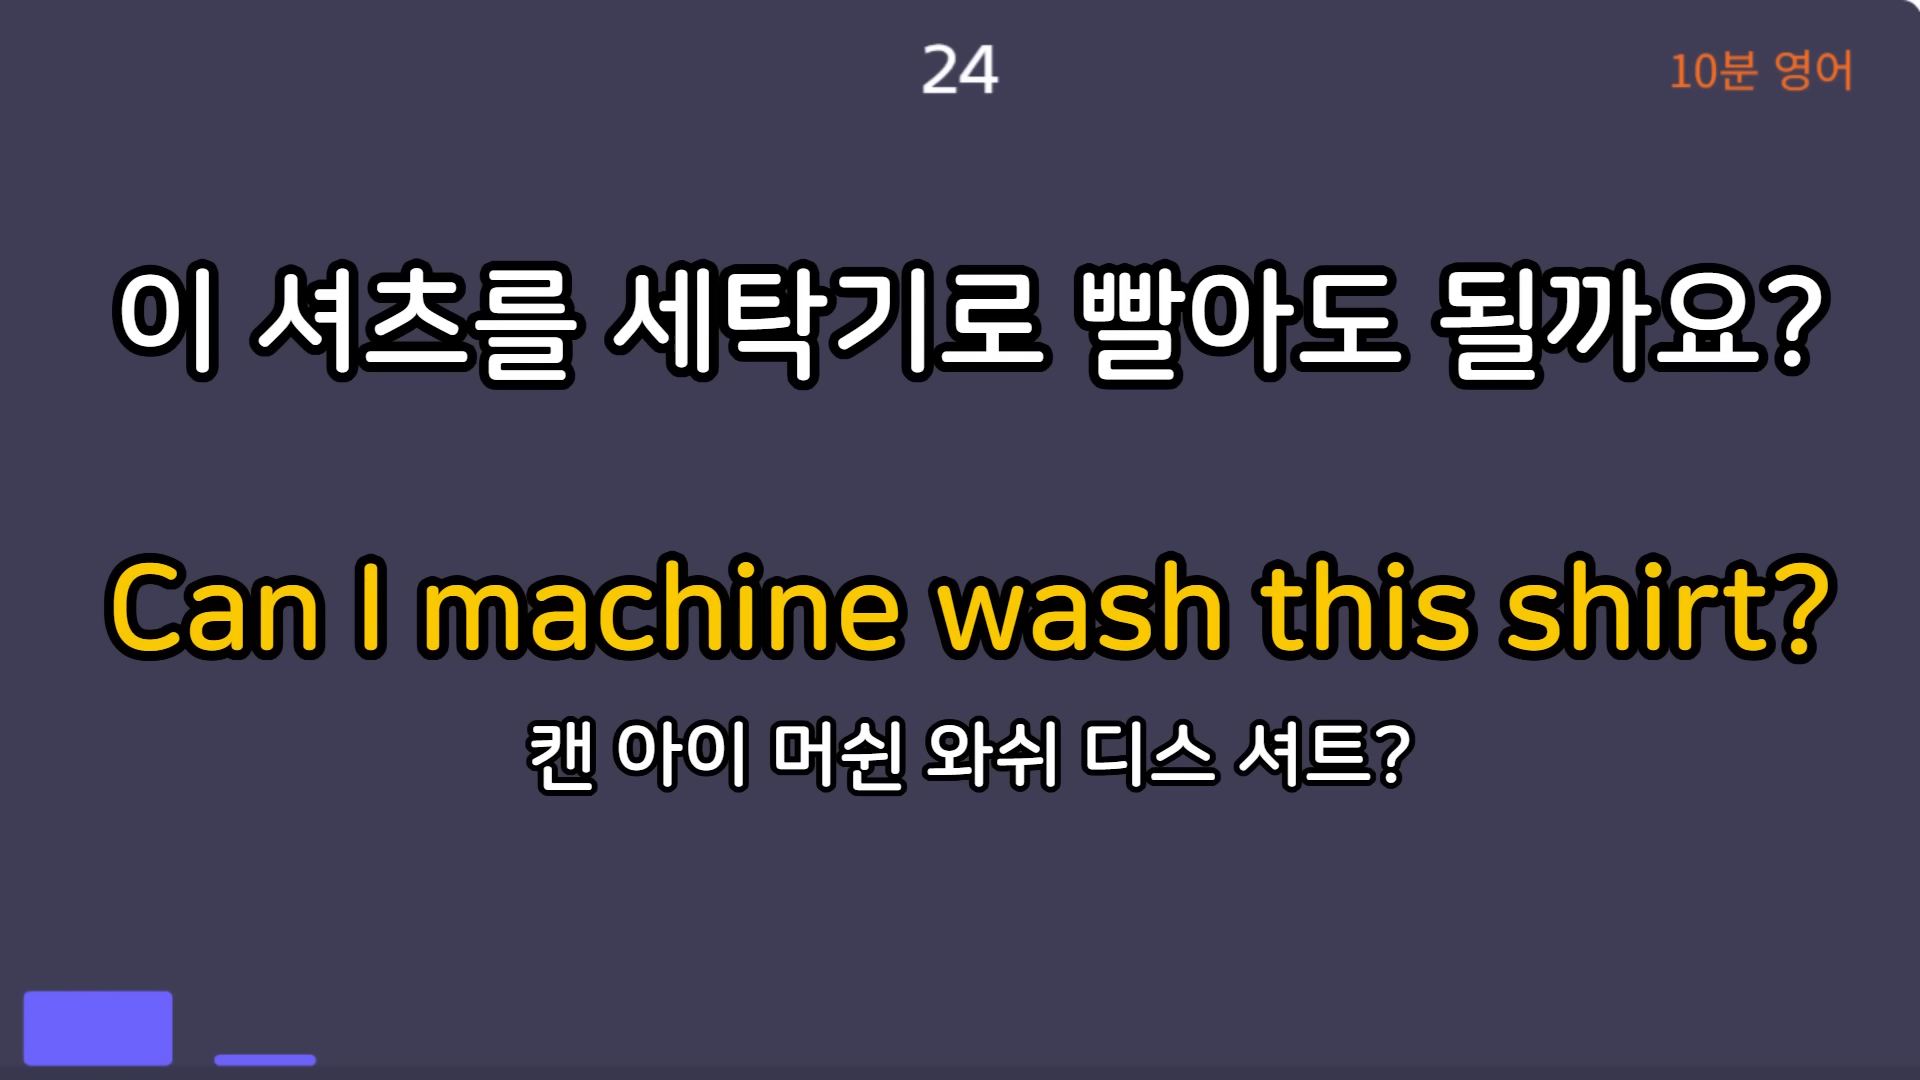 24
10분 영어
이 셔츠를 세탁기로 빨아도 될까요?
Can I machine wash this shirt?
캔 아이 머쉰 와쉬 디스 셔트?